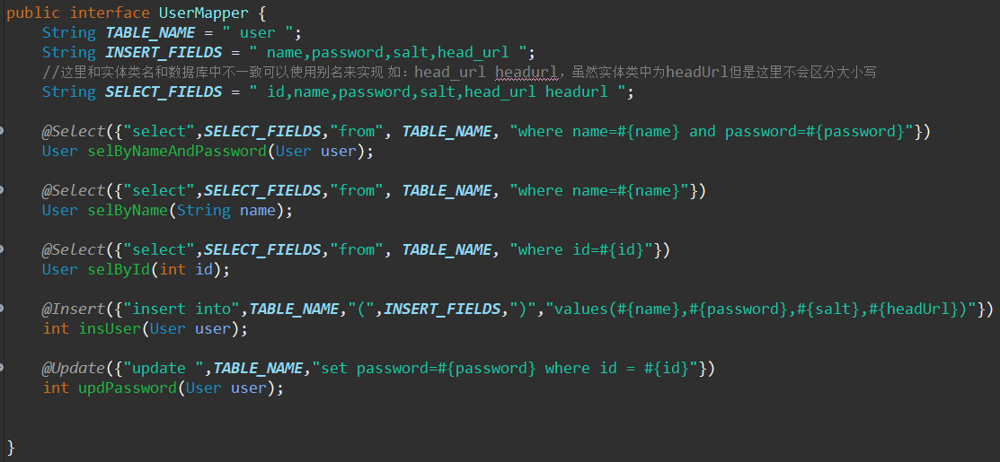 public interface UserMapper {
String TABLE_NAME = " user ";
String INSERT_FIELDS = " name,password,salt,head_url ";
//这里和实体类名和数据库中不一致可以使用别名来实现 如：head_url headurl，虽然实体类中为headUrl但是这里不会区分大小写
String SELECT_FIELDS = " id,name,password,salt,head_url headurl ";
@Select({"select",SELECT_FIELDS,"from", TABLE_NAME, "where name=#{name} and password=#{password}"})
User selByNameAndPassword(User user);
@Select({"select",SELECT_FIELDS,"from", TABLE_NAME, "where name=#{name}"})
User selByName(String name);
@Select({"select",SELECT_FIELDS,"from", TABLE_NAME, "where id=#{id}"})
User selById(int id);
@Insert({"insert into",TABLE_NAME,"(",INSERT_FIELDS,")","values(#{name},#{password},#{salt},#{headUrl})"})
int insUser(User user);
@Update({"update ",TABLE_NAME,"set password=#{password} where id = #{id}"})
int updPassword(User user);
}